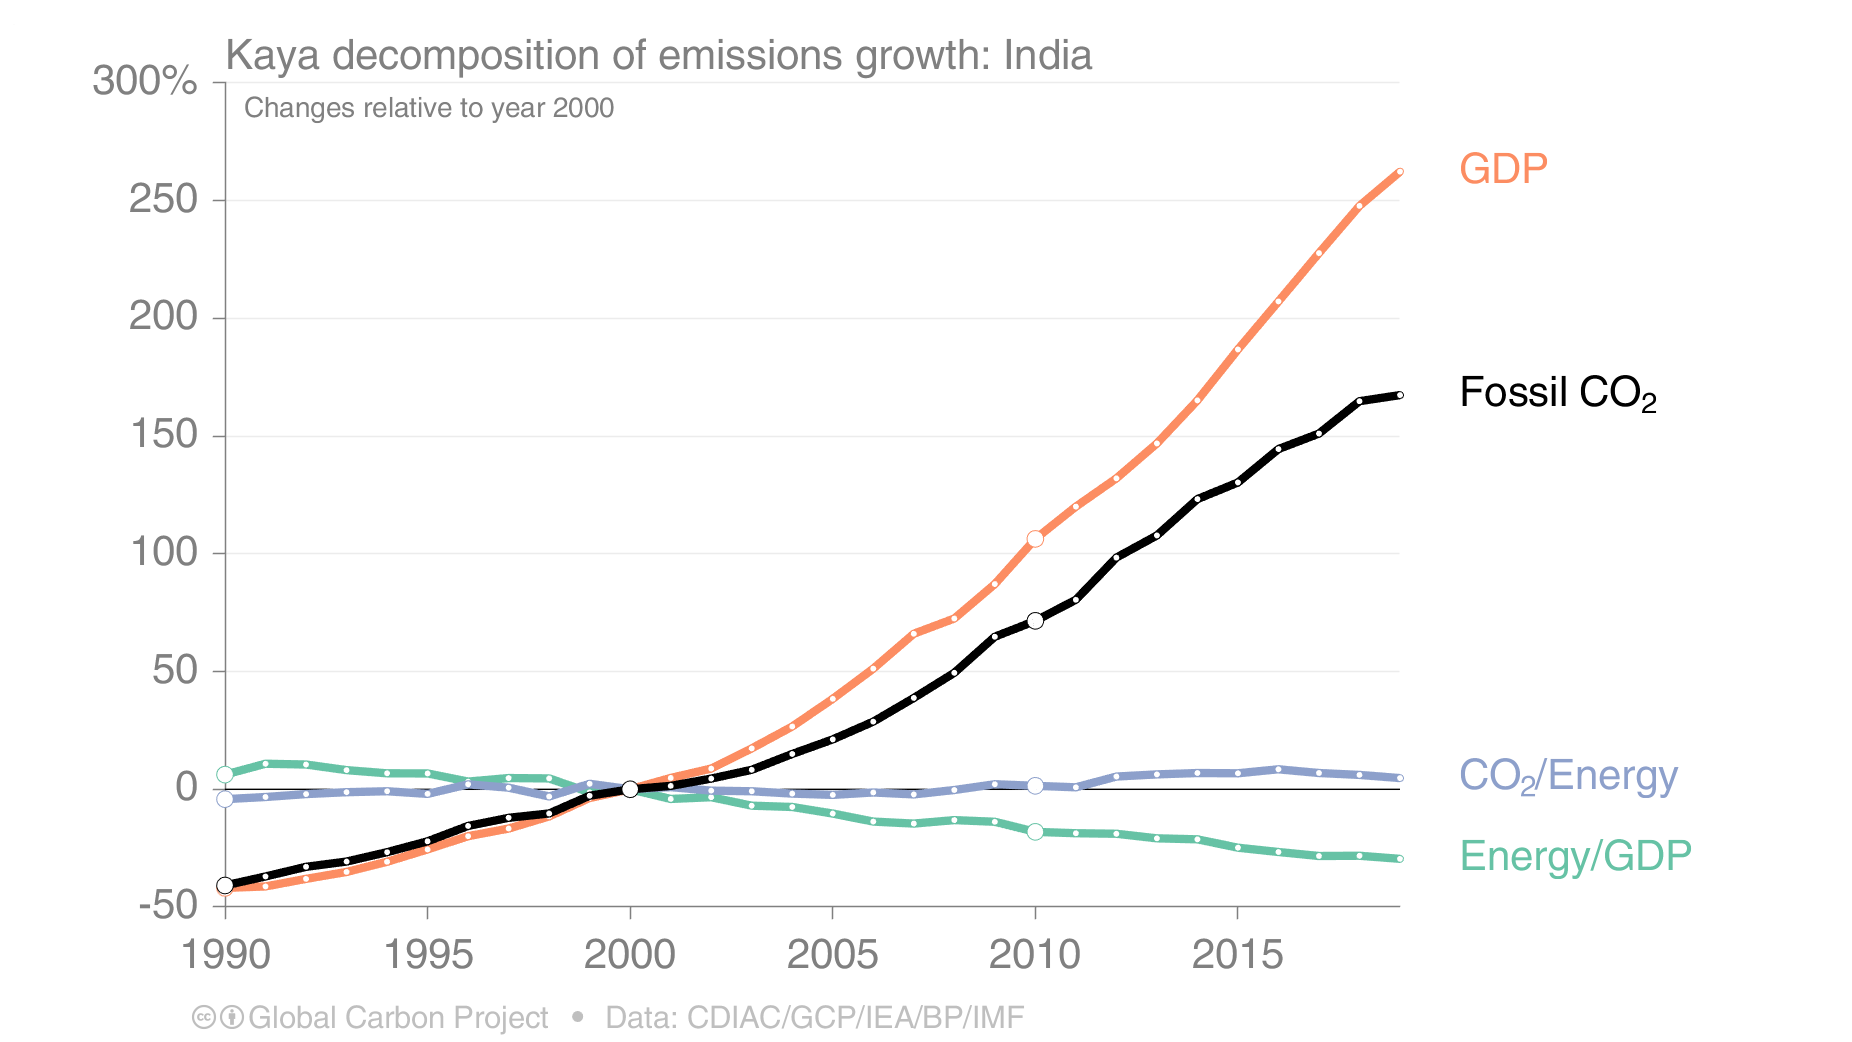 Kaya decomposition of emissions growth: India
300%
Changes relative to year 2000
GDP
250
200
Fossil CO₂
150
100
50
0
CO₂/Energy
Energy/GDP
-50
1990 1995 2000 2005 2010 2015
cc Global Carbon Project • Data: CDIAC/GCP/IEA/BP/IMF